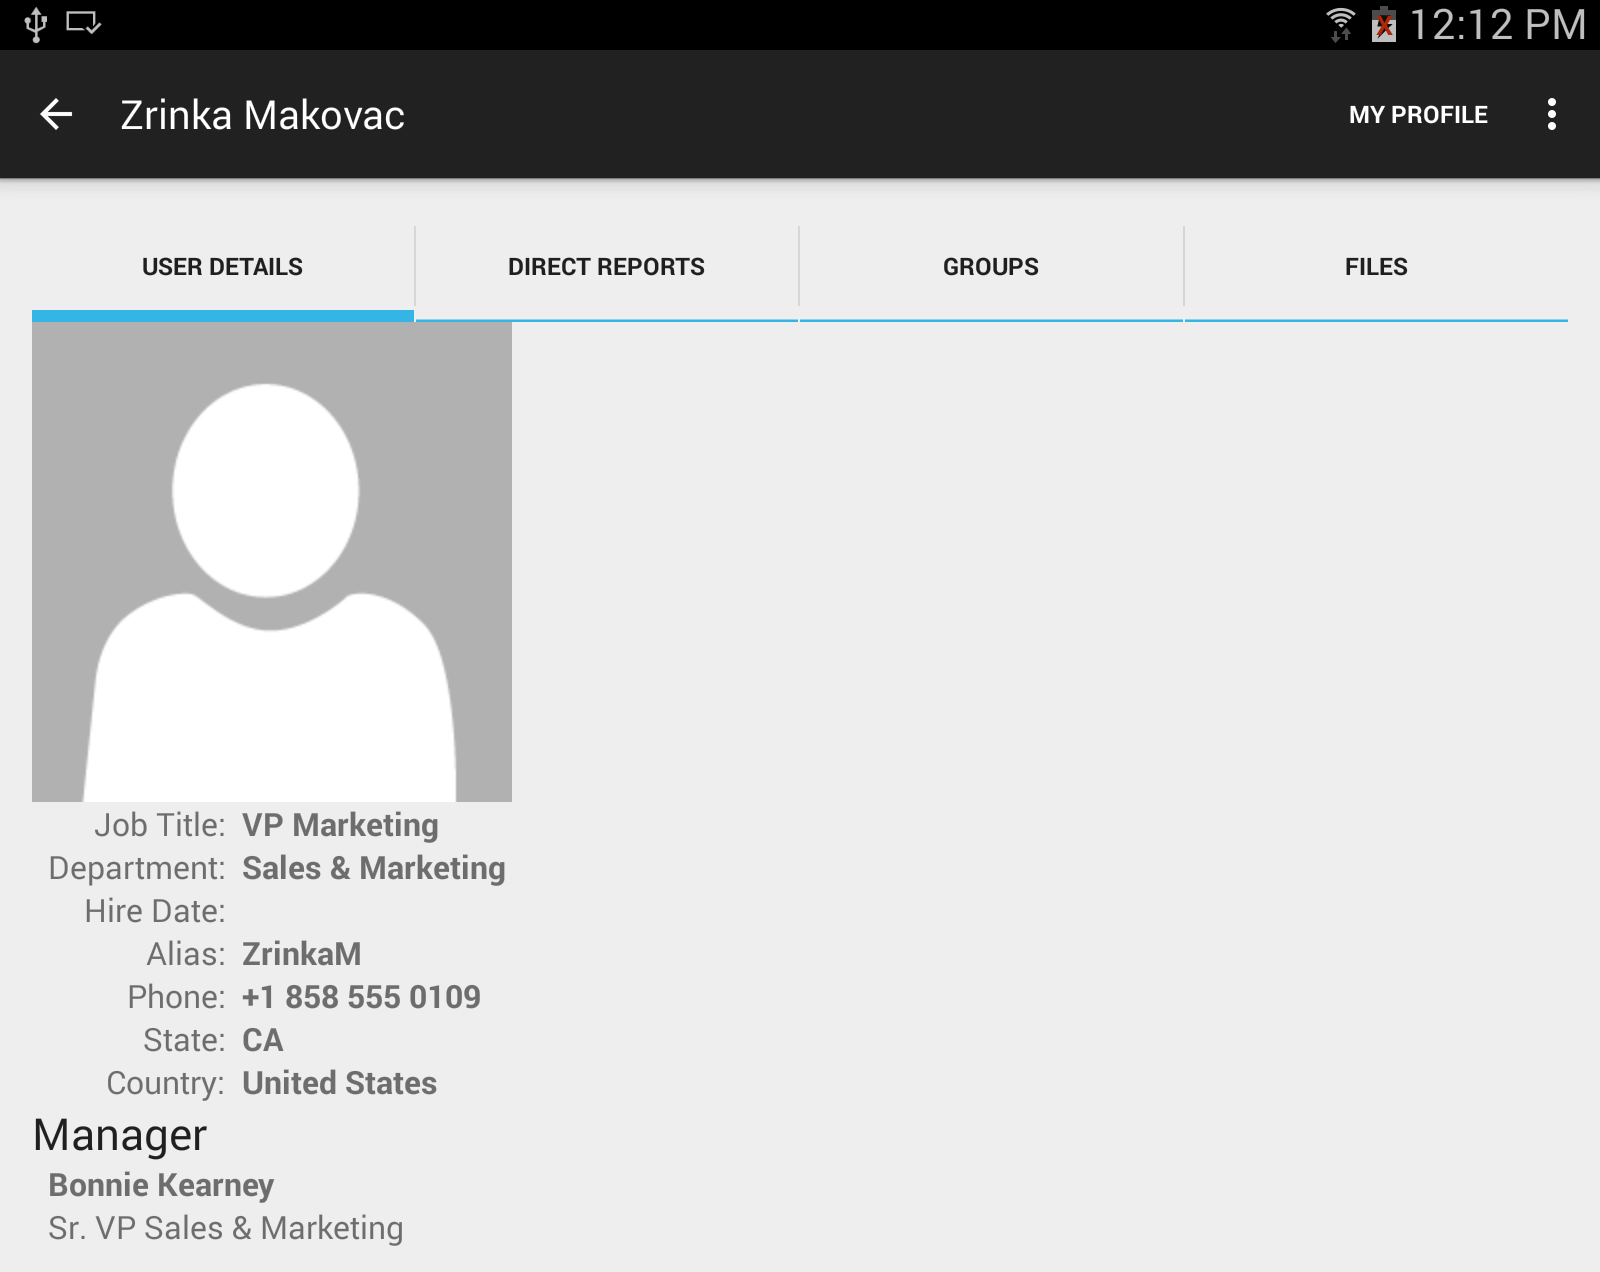 12:12 PM
Zrinka Makovac
MY PROFILE
USER DETAILS
DIRECT REPORTS
GROUPS
FILES
Job Title: VP Marketing
Department: Sales & Marketing
Hire Date:
Alias: ZrinkaM
Phone: +1 858 555 0109
State: CA
Country: United States
Manager
Bonnie Kearney
Sr. VP Sales & Marketing